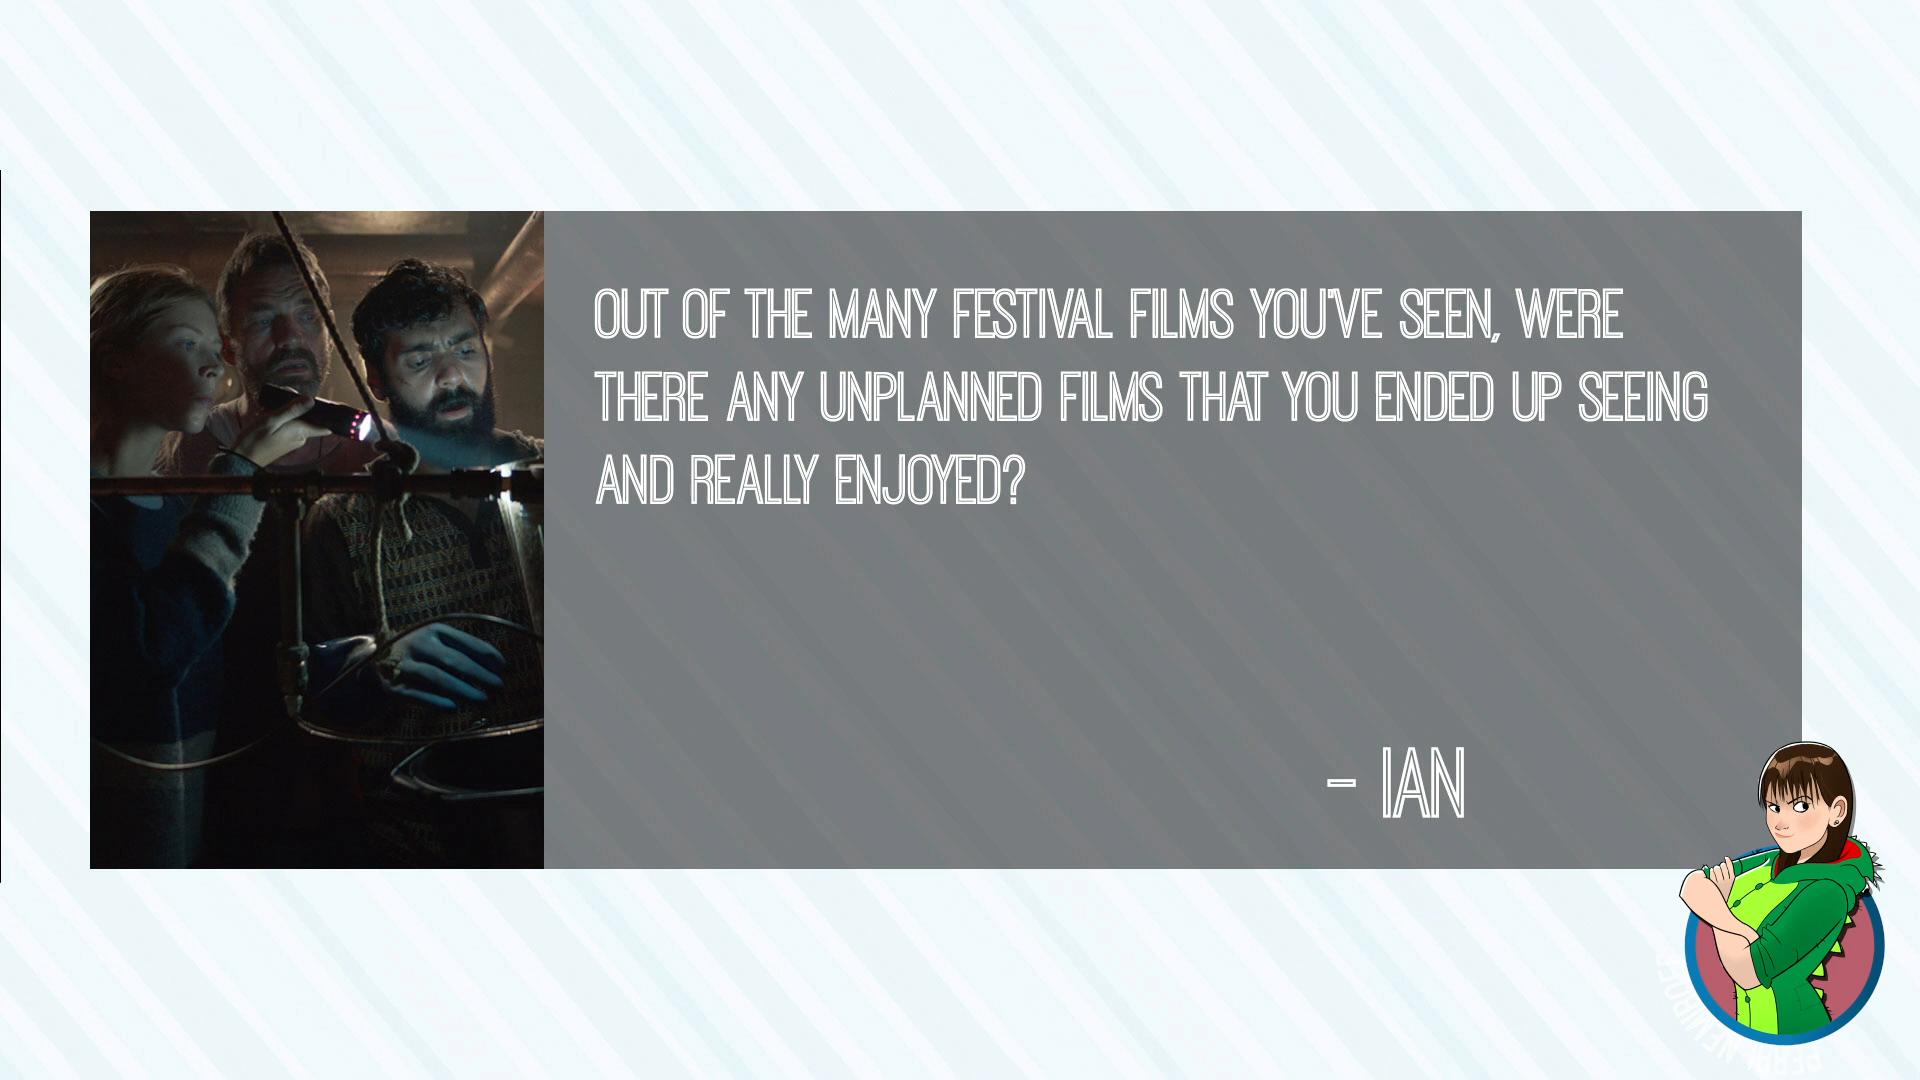 OUT OF THE MANY FESTIVAL FILMS YOU'VE SEEN, WERE
THERE ANY UNPLANNED FILMS THAT YOU ENDED UP SEEING
AND REALLY ENJOYED?
- IAN